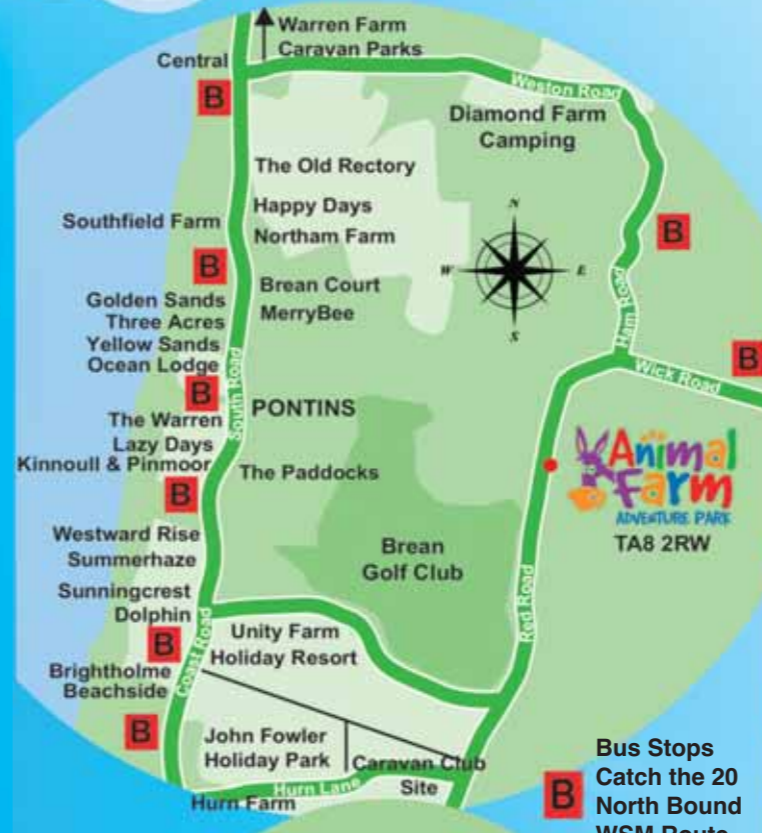 Warren Farm
Caravan Parks
Central
B
Weston Road
Diamond Farm
Camping
The Old Rectory
Happy Days
Southfield Farm
Northam Farm
N
W
E
S
B
B
Ham Road
Brean Court
MerryBee
Golden Sands
Three Acres
Yellow Sands
Ocean Lodge
B
South Road
PONTINS
B
Wick Road
The Warren
Lazy Days
Kinnoull & Pinmoor
The Paddocks
B
Animal
Farm
ADVENTURE PARK
TA8 2RW
Westward Rise
Summerhaze
Sunningcrest
Dolphin
Brean
Golf Club
Red Road
B
Coast Road
Unity Farm
Holiday Resort
Brightholme
Beachside
B
John Fowler
Holiday Park
Caravan Club
Site
Hurn Lane
Hurn Farm
B
Bus Stops
Catch the 20
North Bound
WSM Route